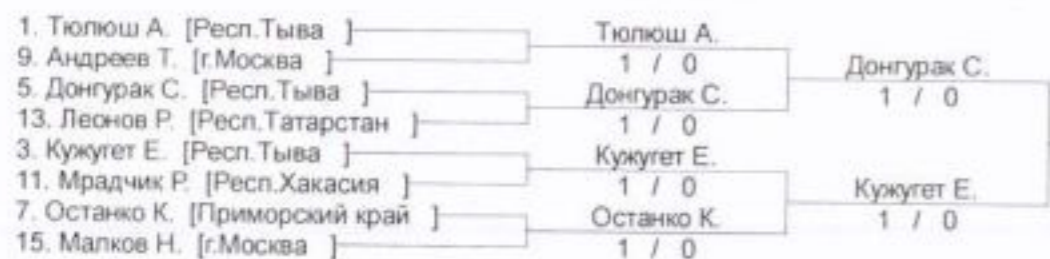 1. Тюлюш А. [Респ.Тыва ]
9. Андреев Т. [г.Москва ]
5. Донгурак С. [Респ.Тыва ]
13. Леонов Р. [Респ.Татарстан ]
3. Кужугет Е. [Респ.Тыва ]
11. Мрадчик Р. [Респ.Хакасия ]
7. Останко К. [Приморский край ]
15. Малков Н. [г.Москва ]
Тюлюш А.
1 / 0
Донгурак С.
1 / 0
Кужугет Е.
1 / 0
Останко К.
1 / 0
Донгурак С.
1 / 0
Кужугет Е.
1 / 0